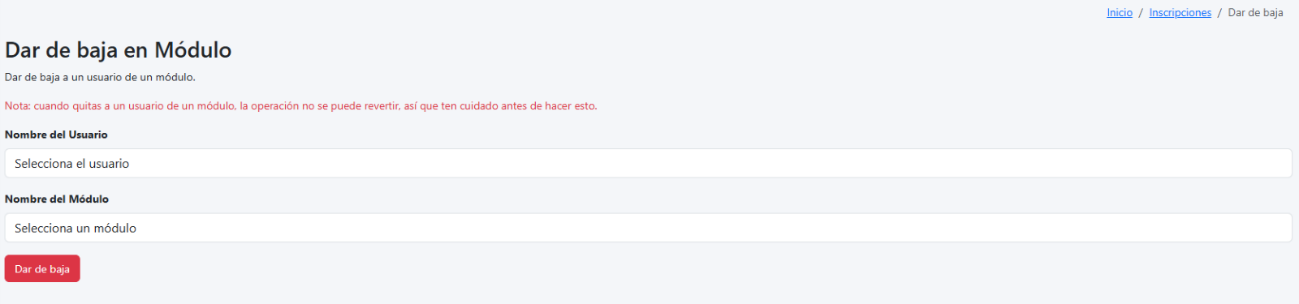 Inicio / Inscripciones / Dar de baja
Dar de baja en Módulo
Dar de baja a un usuario de un módulo.
Nota: cuando quitas a un usuario de un módulo, la operación no se puede revertir, así que ten cuidado antes de hacer esto.
Nombre del Usuario
Selecciona el usuario
Nombre del Módulo
Selecciona un módulo
Dar de baja